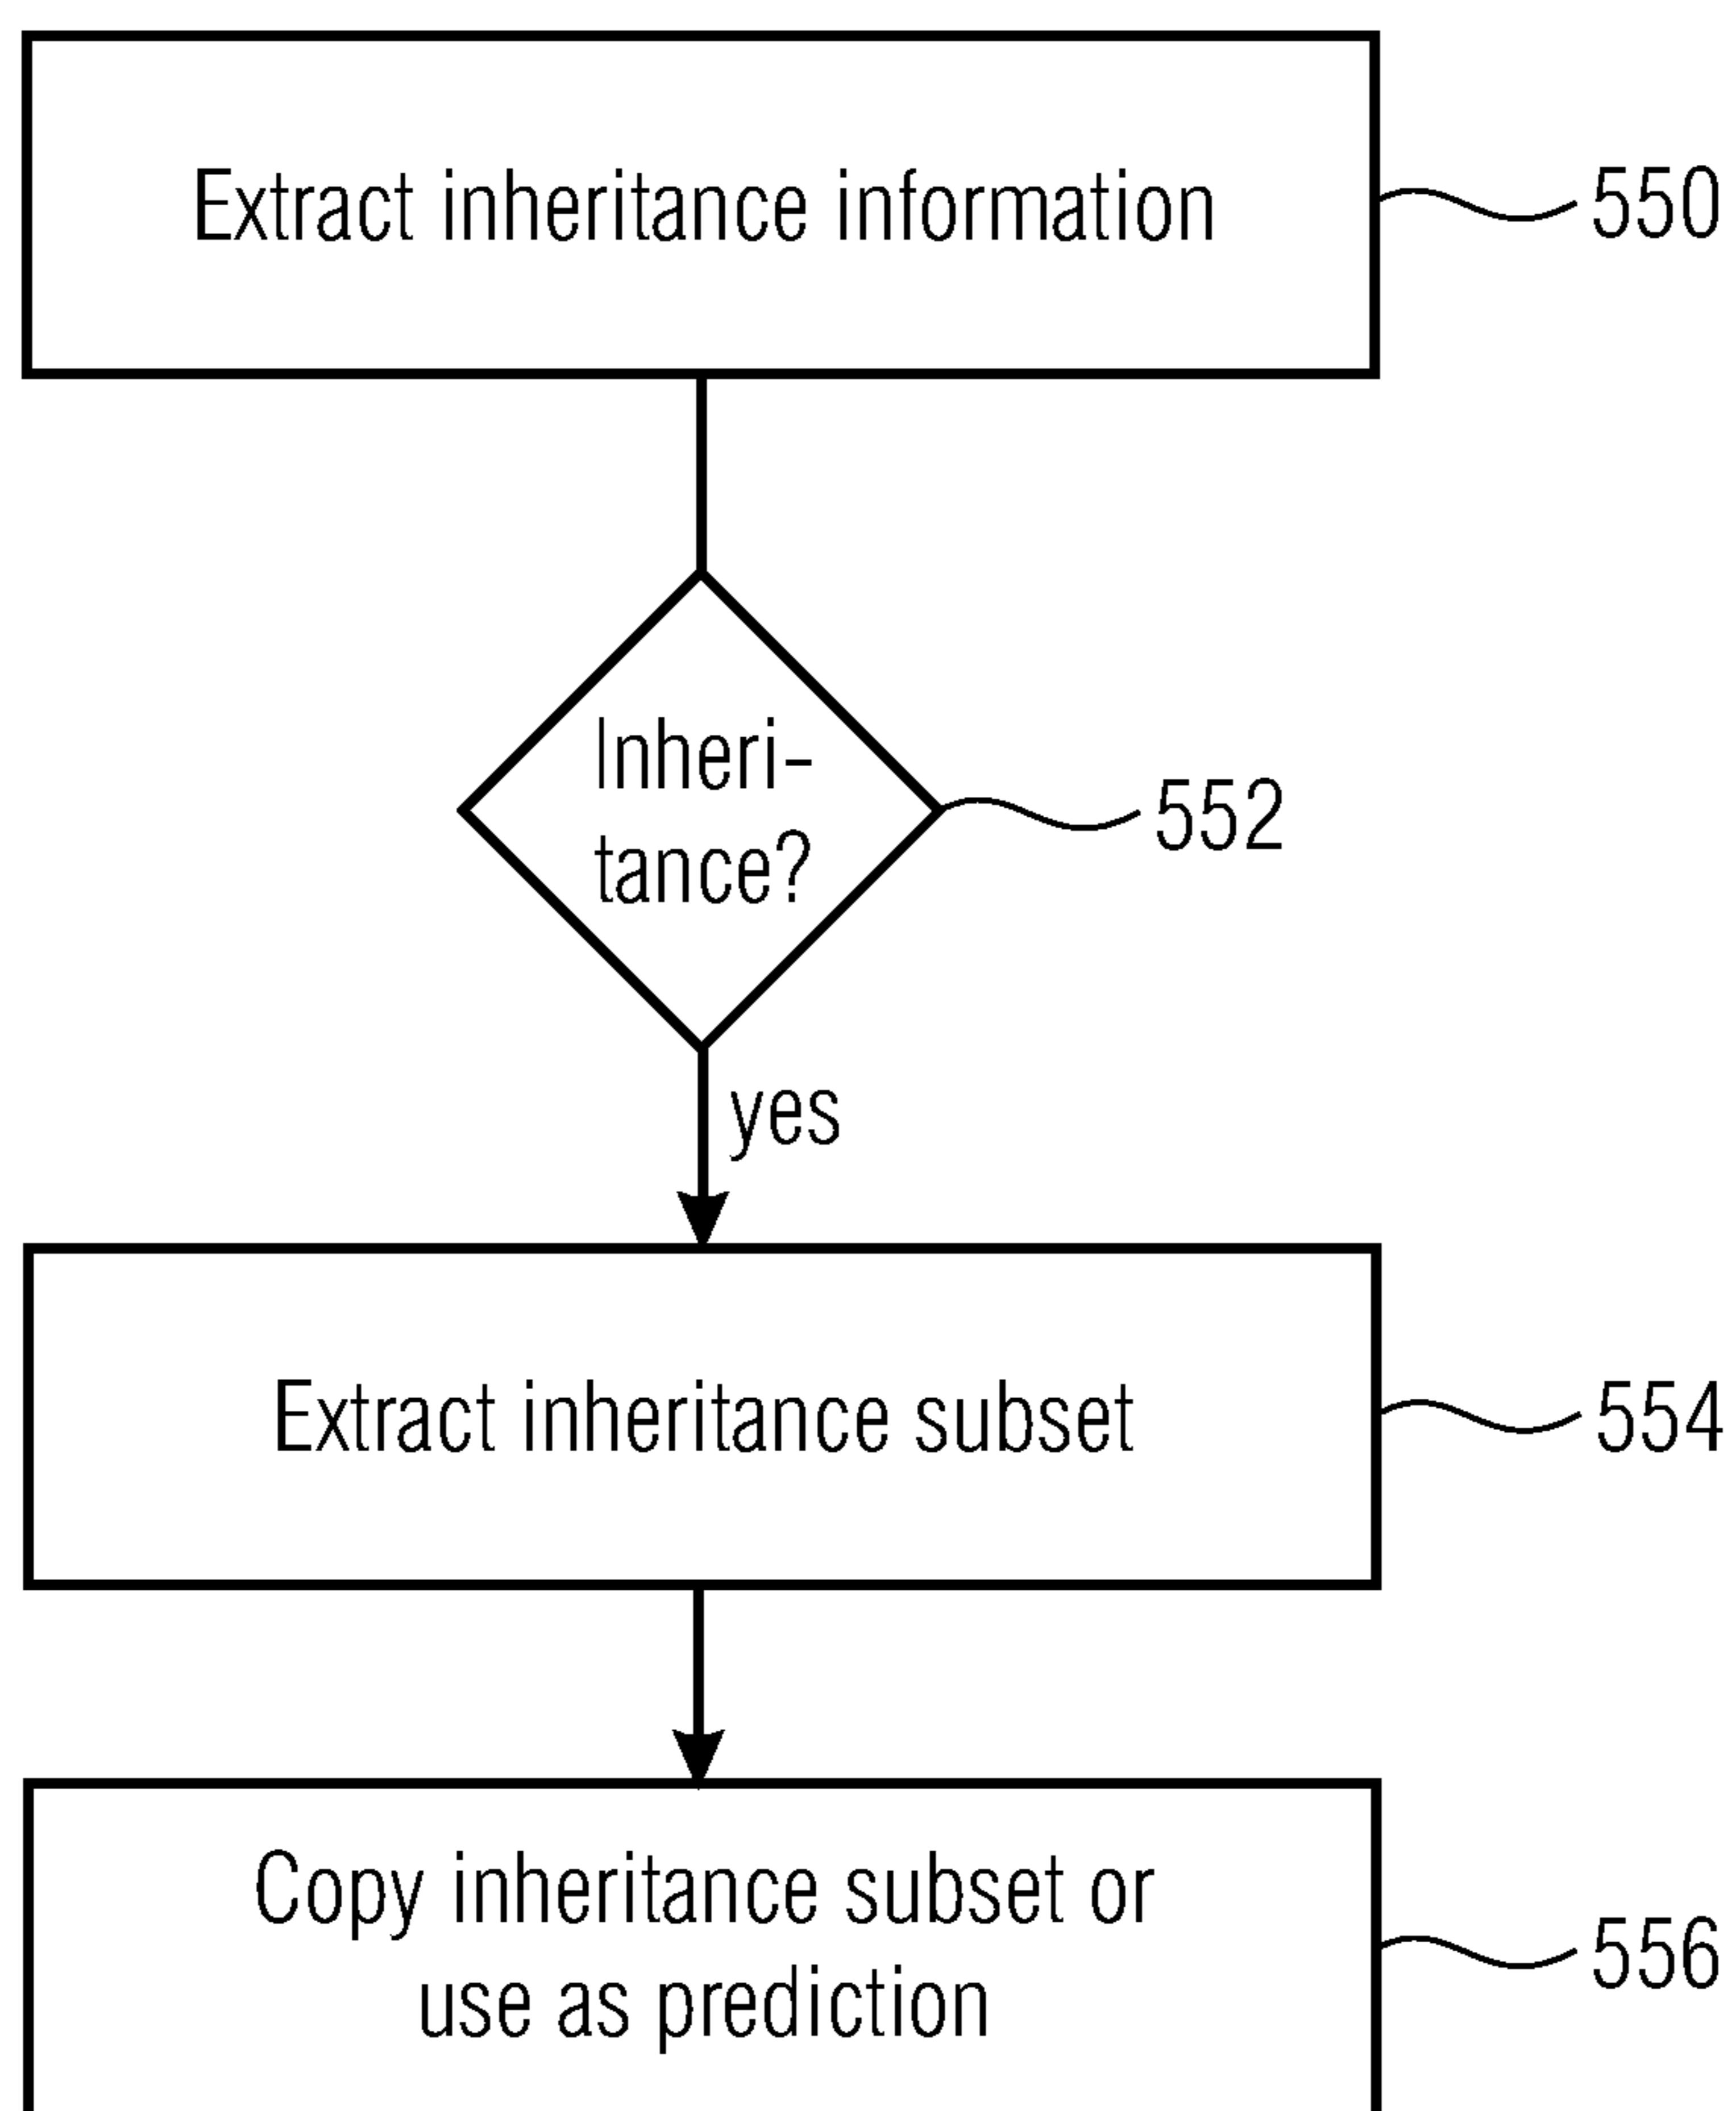 Extract inheritance information
550
Inheri-
tance?
552
yes
Extract inheritance subset
554
Copy inheritance subset or
use as prediction
556